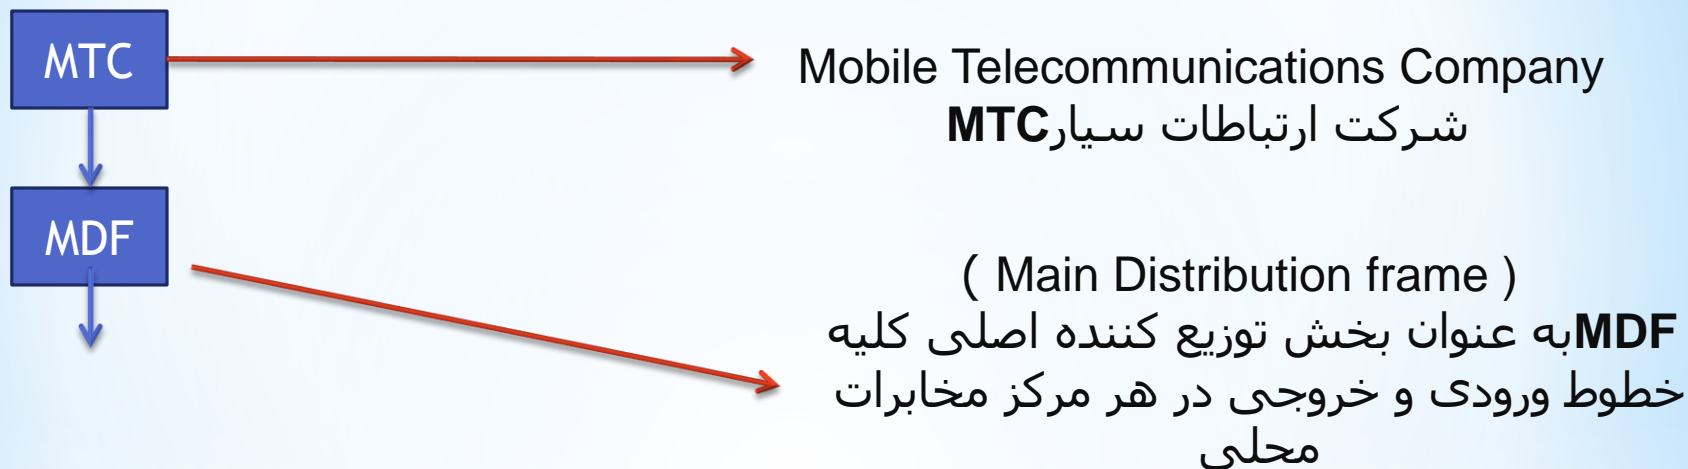 MTC
Mobile Telecommunications Company
شرکت ارتباطات سیارMTC
MDF
( Main Distribution frame )
MDFبه عنوان بخش توزیع کننده اصلی کلیه
خطوط ورودی و خروجی در هر مرکز مخابرات
محلی